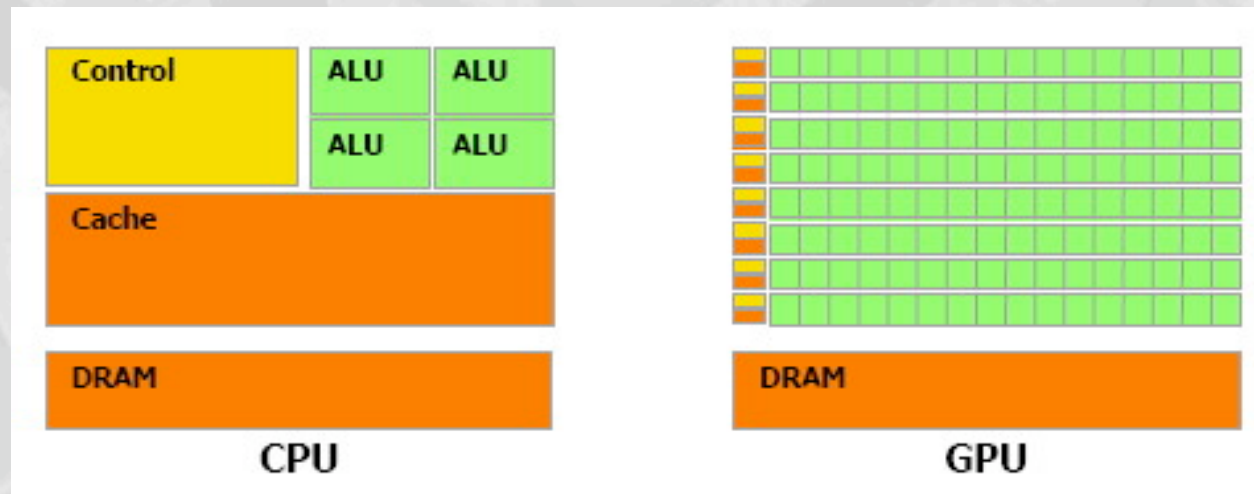 Control
ALU ALU
ALU ALU
Cache
DRAM
CPU
DRAM
GPU